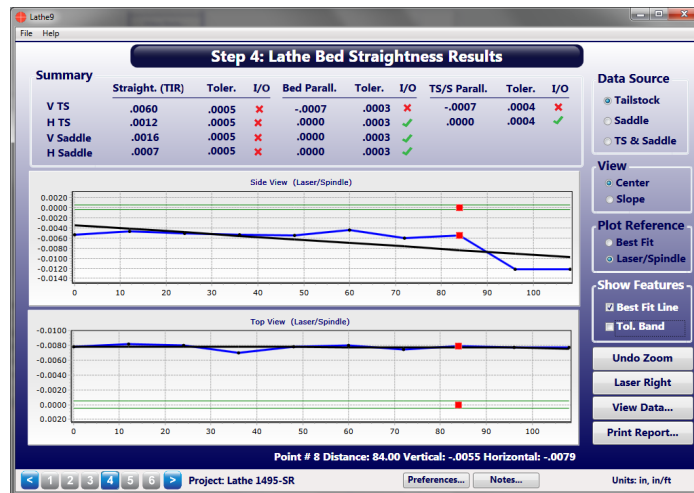 Lathe9
File Help
Step 4: Lathe Bed Straightness Results
Summary
Straight. (TIR) Toler. I/O Bed Parall. Toler. I/O TS/S Parall. Toler. I/O
V TS .0060 .0005 -.0007 .0003 -.0007 .0004
H TS .0012 .0005 .0000 .0003 .0000 .0004
V Saddle .0016 .0005 .0000 .0003
H Saddle .0007 .0005 .0000 .0003
Data Source
Tailstock
Saddle
TS & Saddle
View
Center
Slope
Plot Reference
Best Fit
Laser/Spindle
Show Features
Best Fit Line
Tol. Band
Undo Zoom
Laser Right
View Data...
Print Report...
Side View (Laser/Spindle)
0.0020
0.0000
-0.0020
-0.0040
-0.0060
-0.0080
-0.0100
-0.0120
-0.0140
0 10 20 30 40 50 60 70 80 90 100
Top View (Laser/Spindle)
-0.0100
-0.0080
-0.0060
-0.0040
-0.0020
0.0000
0.0020
0 10 20 30 40 50 60 70 80 90 100
Point # 8 Distance: 84.00 Vertical: -.0055 Horizontal: -.0079
< 1 2 3 4 5 6 > Project: Lathe 1495-SR Preferences... Notes... Units: in, in/ft